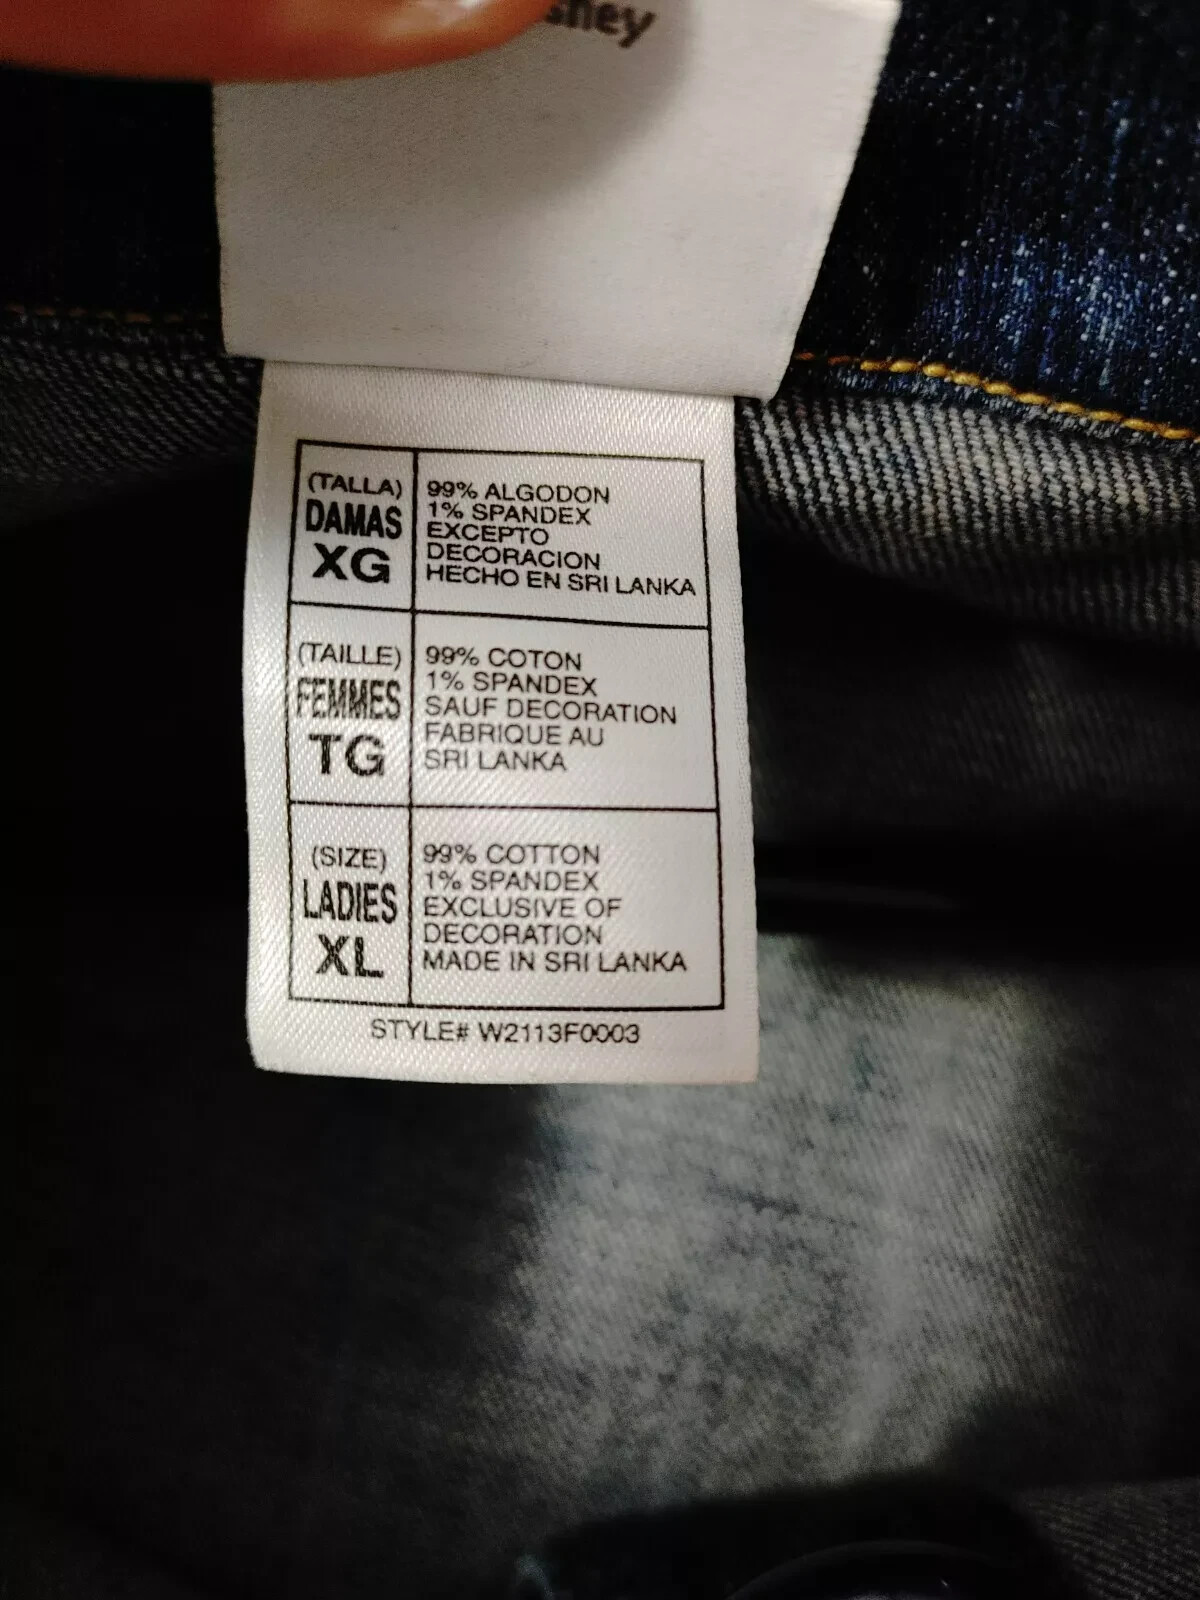 (TALLA)
DAMAS
XG
99% ALGODON
1% SPANDEX
EXCEPTO
DECORACION
HECHO EN SRI LANKA
(TAILLE)
FEMMES
TG
99% COTON
1% SPANDEX
SAUF DECORATION
FABRIQUE AU
SRI LANKA
(SIZE)
LADIES
XL
99% COTTON
1% SPANDEX
EXCLUSIVE OF
DECORATION
MADE IN SRI LANKA
STYLE# W2113F0003